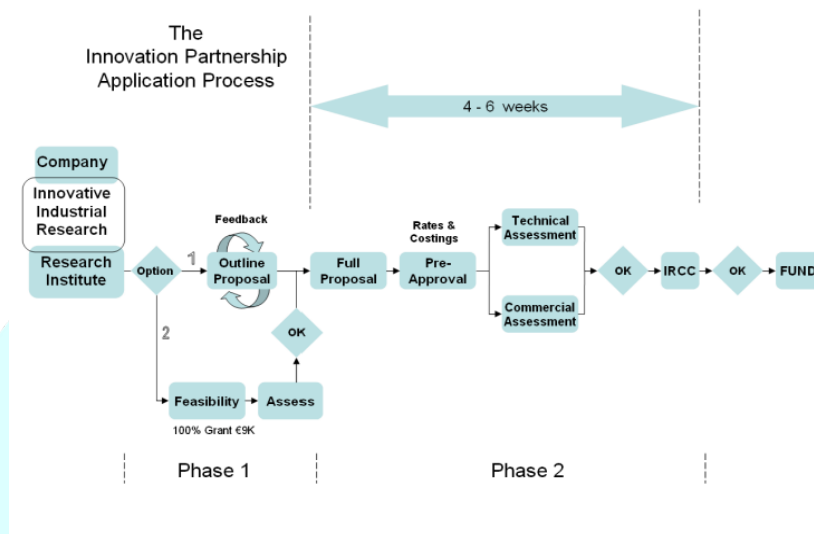 The
Innovation Partnership
Application Process
4 - 6 weeks
Company
Innovative
Industrial
Research
Research
Institute
Option
1
2
Feedback
Outline
Proposal
OK
Feasibility
100% Grant €9K
Assess
Full
Proposal
Rates &
Costings
Pre-
Approval
Technical
Assessment
Commercial
Assessment
OK
IRCC
OK
FUND
Phase 1
Phase 2